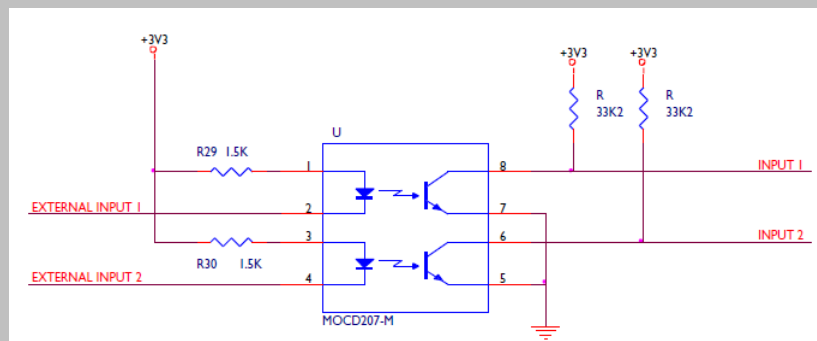 +3V3
+3V3
+3V3
R
33K2
R
33K2
U
R29 1.5K
1
8
INPUT 1
EXTERNAL INPUT 1
2
7
3
6
INPUT 2
R30 1.5K
EXTERNAL INPUT 2
4
5
MOCD207-M